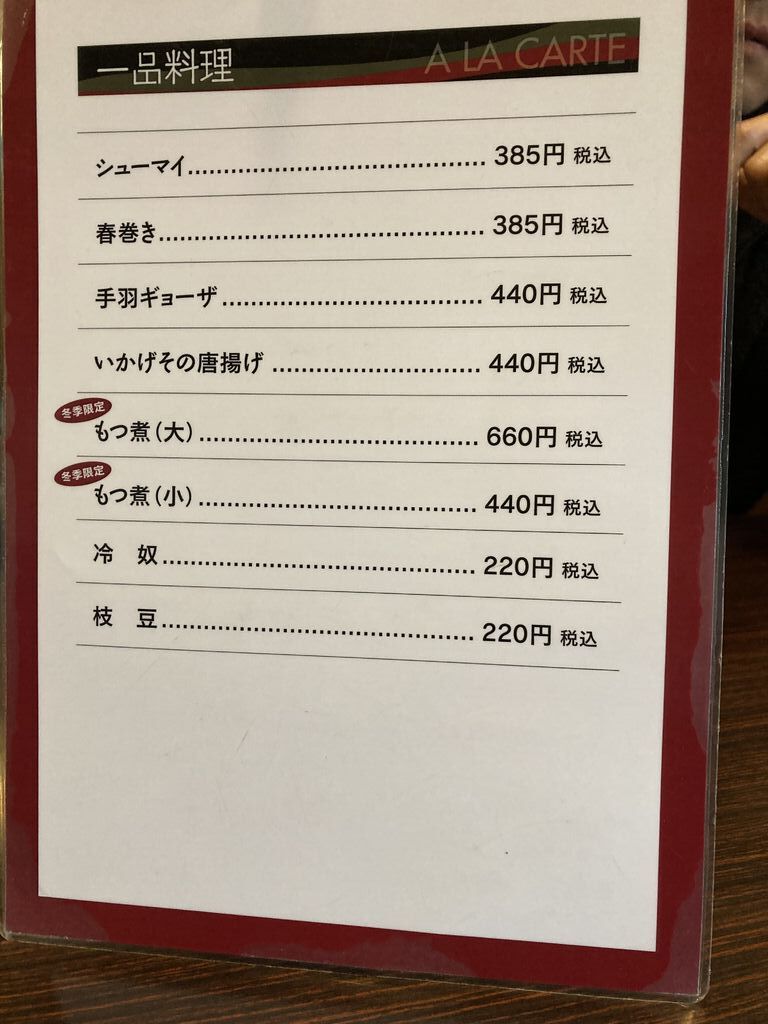 一品料理 A LA CARTE
シューマイ 385円 税込
春巻き 385円 税込
手羽ギョーザ 440円 税込
いかげその唐揚げ 440円 税込
冬季限定
もつ煮(大) 660円 税込
冬季限定
もつ煮(小) 440円 税込
冷 奴 220円 税込
枝 豆 220円 税込